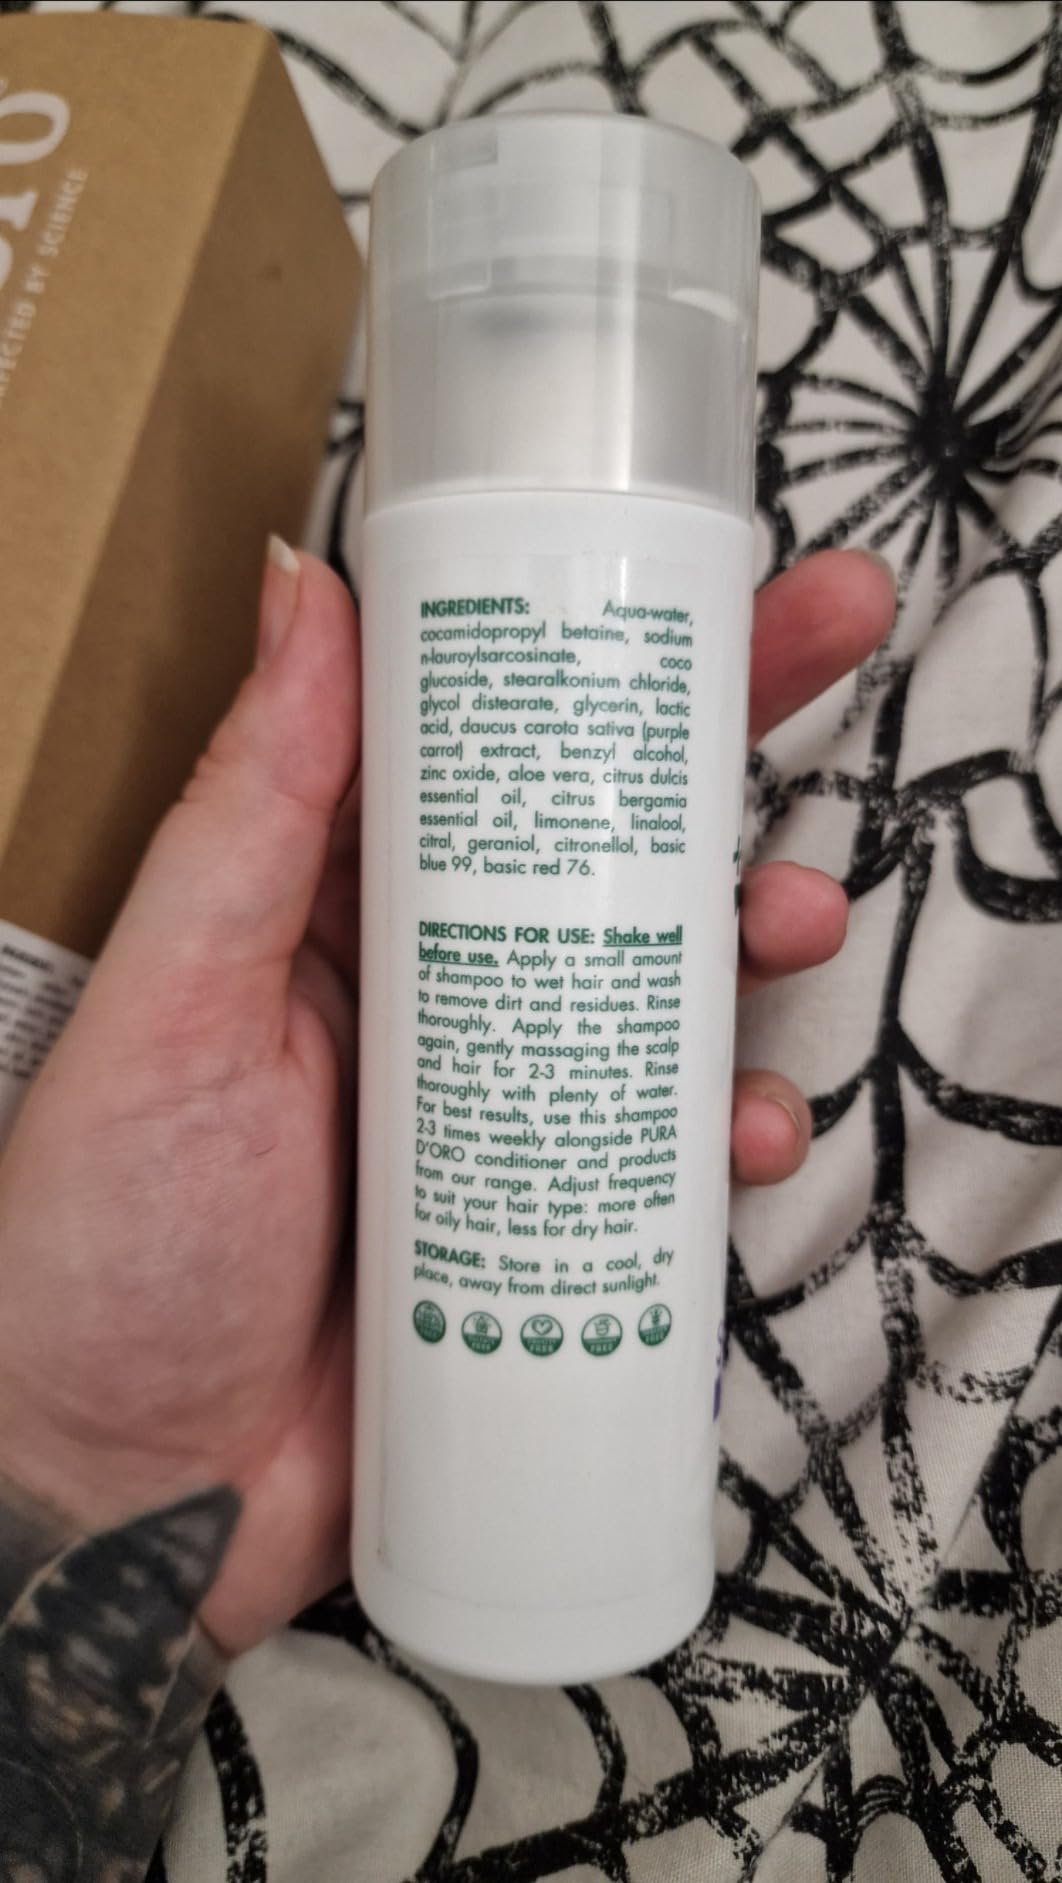 PERFECTED BY SCIENCE
INGREDIENTS: Aqua-water,
cocamidopropyl betaine, sodium
n-lauroylsarcosinate, coco
glucoside, stearalkonium chloride,
glycol distearate, glycerin, lactic
acid, daucus carota sativa (purple
carrot) extract, benzyl alcohol,
zinc oxide, aloe vera, citrus dulcis
essential oil, citrus bergamia
essential oil, limonene, linalool,
citral, geraniol, citronellol, basic
blue 99, basic red 76.
DIRECTIONS FOR USE: Shake well
before use. Apply a small amount
of shampoo to wet hair and wash
to remove dirt and residues. Rinse
thoroughly. Apply the shampoo
again, gently massaging the scalp
and hair for 2-3 minutes. Rinse
thoroughly with plenty of water.
For best results, use this shampoo
2-3 times weekly alongside PURA
D'ORO conditioner and products
from our range. Adjust frequency
to suit your hair type: more often
for oily hair, less for dry hair.
STORAGE: Store in a cool, dry
place, away from direct sunlight.
FREE FREE FREE FREE